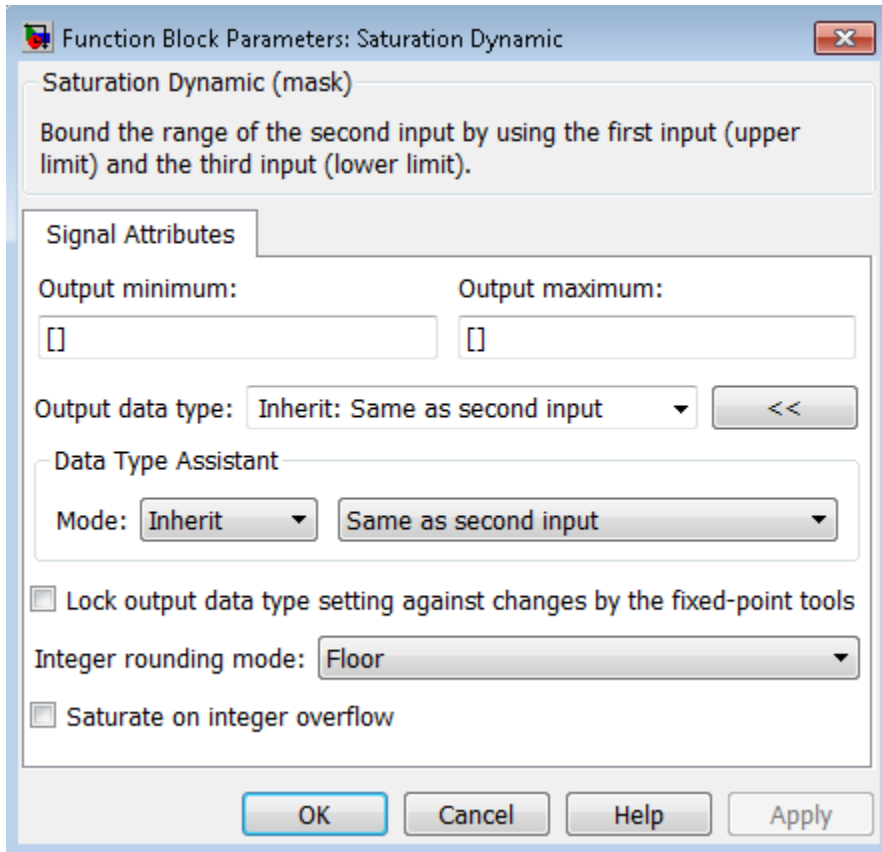 Function Block Parameters: Saturation Dynamic
Saturation Dynamic (mask)
Bound the range of the second input by using the first input (upper
limit) and the third input (lower limit).
Signal Attributes
Output minimum: Output maximum:
[] []
Output data type: Inherit: Same as second input <<
Data Type Assistant
Mode: Inherit Same as second input
Lock output data type setting against changes by the fixed-point tools
Integer rounding mode: Floor
Saturate on integer overflow
OK Cancel Help Apply